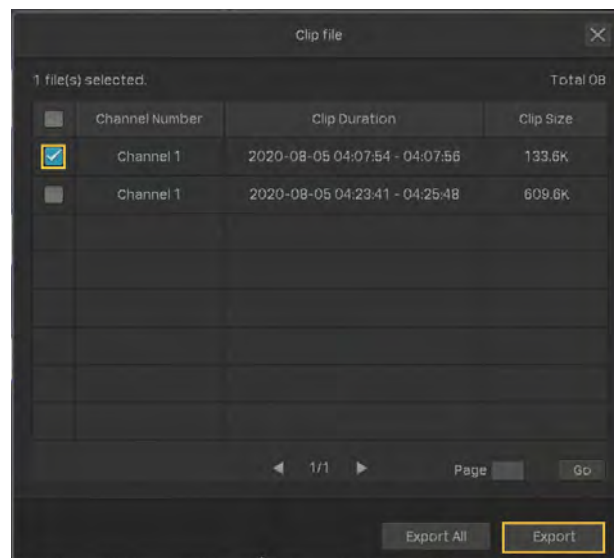 Clip file
1 file(s) selected. Total 0B
Channel Number Clip Duration Clip Size
Channel 1 2020-08-05 04:07:54 - 04:07:56 133.6K
Channel 1 2020-08-05 04:23:41 - 04:25:48 609.6K
1/1 Page Go
Export All Export